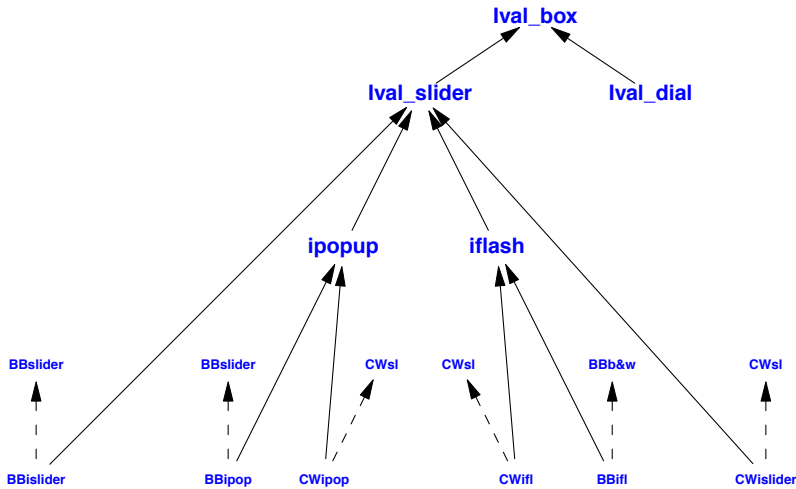 Ival_box
Ival_slider
Ival_dial
ipopup
iflash
BBslider
BBslider
CWsl
CWsl
BBb&w
CWsl
BBislider
BBipop
CWipop
CWifl
BBifl
CWislider